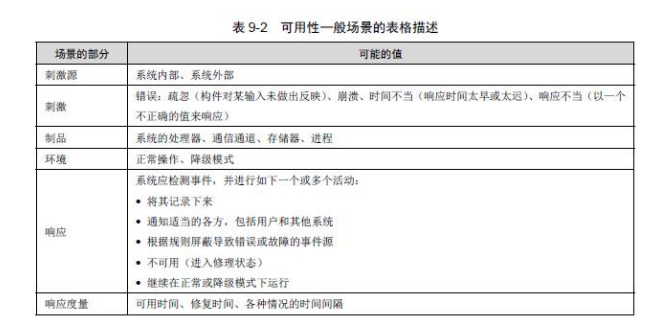 表 9-2 可用性一般场景的表格描述
场景的部分 可能的值
刺激源 系统内部、系统外部
刺激 错误：疏忽（构件对某输入未做出反映）、崩溃、时间不当（响应时间太早或太迟）、响应不当（以一个
不正确的值来响应）
制品 系统的处理器、通信通道、存储器、进程
环境 正常操作、降级模式
响应 系统应检测事件，并进行如下一个或多个活动：
• 将其记录下来
• 通知适当的各方，包括用户和其他系统
• 根据规则屏蔽导致错误或故障的事件源
• 不可用（进入修理状态）
• 继续在正常或降级模式下运行
响应度量 可用时间、修复时间、各种情况的时间间隔